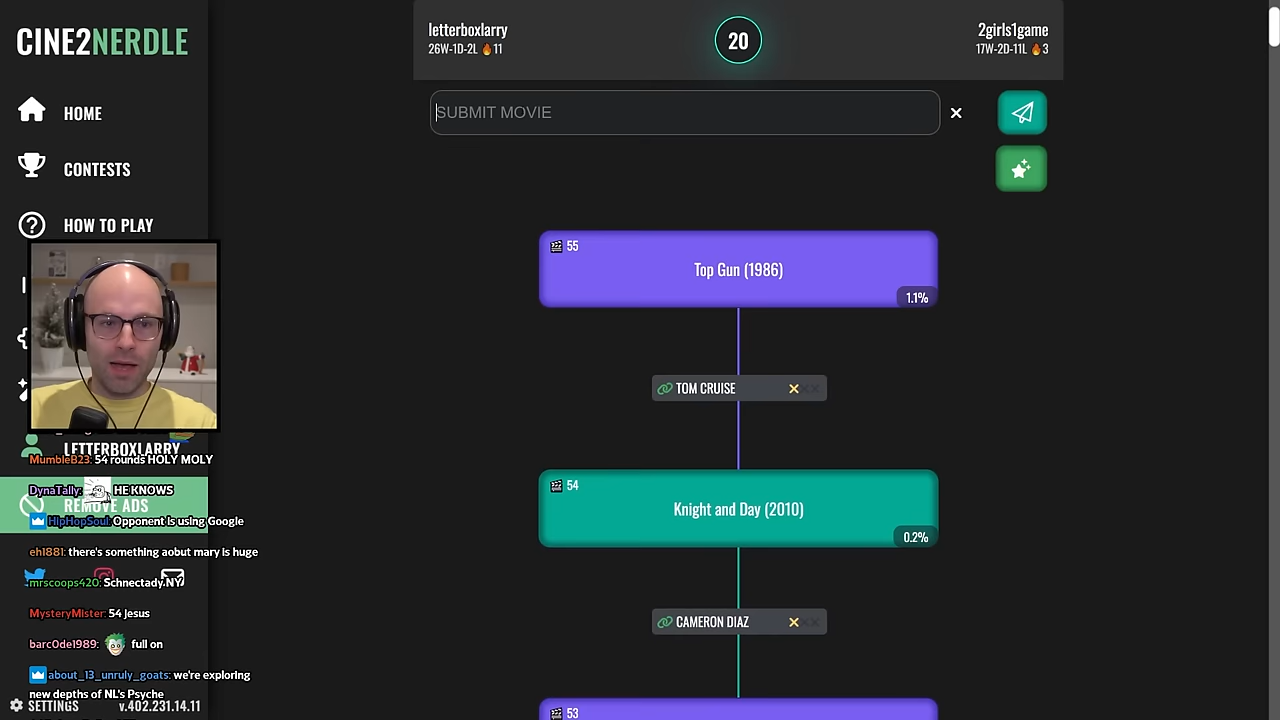 CINE2NERDLE
HOME
CONTESTS
HOW TO PLAY
LETTERBOXLARRY
REMOVE ADS
SETTINGS
v.402.231.14.11
letterboxlarry
26W-1D-2L 🔥11
20
2girls1game
17W-2D-11L 🔥3
SUBMIT MOVIE
55
Top Gun (1986)
1.1%
TOM CRUISE
54
Knight and Day (2010)
0.2%
CAMERON DIAZ
53
MumbleB23: 54 rounds HOLY MOLY
DynaTally: HE KNOWS
HipHopSoul: Opponent is using Google
eh1881: there's something aobut mary is huge
mrscoops420: Schnectady.NY
MysteryMister: 54 jesus
barc0de1989: full on
about_13_unruly_goats: we're exploring
new depths of NL's Psyche